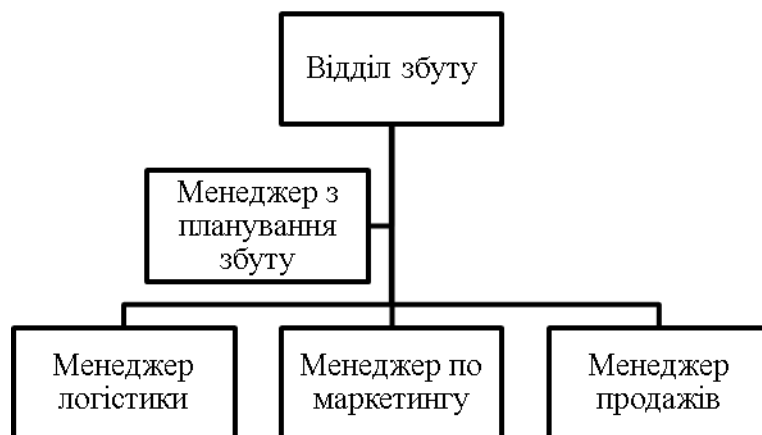 Відділ збуту
Менеджер з
планування
збуту
Менеджер
логістики
Менеджер по
маркетингу
Менеджер
продажів